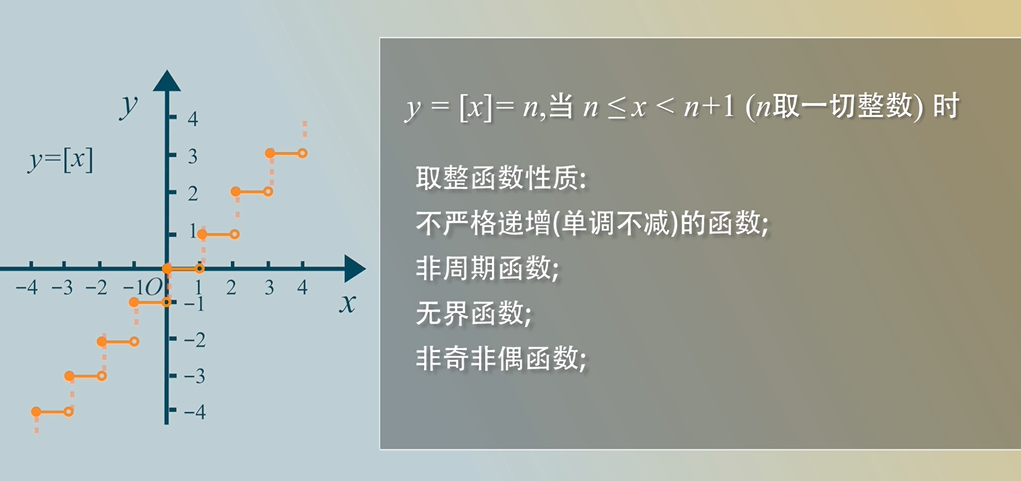 y
4
3
2
1
y=[x]
-4 -3 -2 -1 O 1 2 3 4
x
-1
-2
-3
-4
y = [x]= n,当 n ≤ x < n+1 (n取一切整数) 时
取整函数性质:
不严格递增(单调不减)的函数;
非周期函数;
无界函数;
非奇非偶函数;